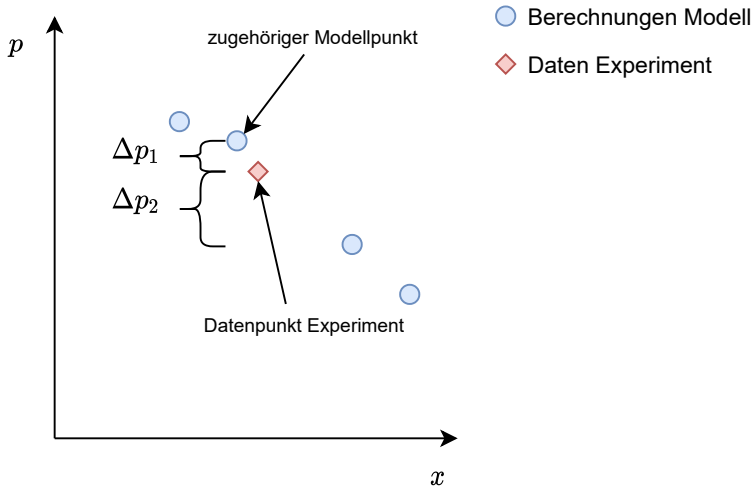 p
zugehöriger Modellpunkt
Berechnungen Modell
Daten Experiment
Δp₁
Δp₂
Datenpunkt Experiment
x